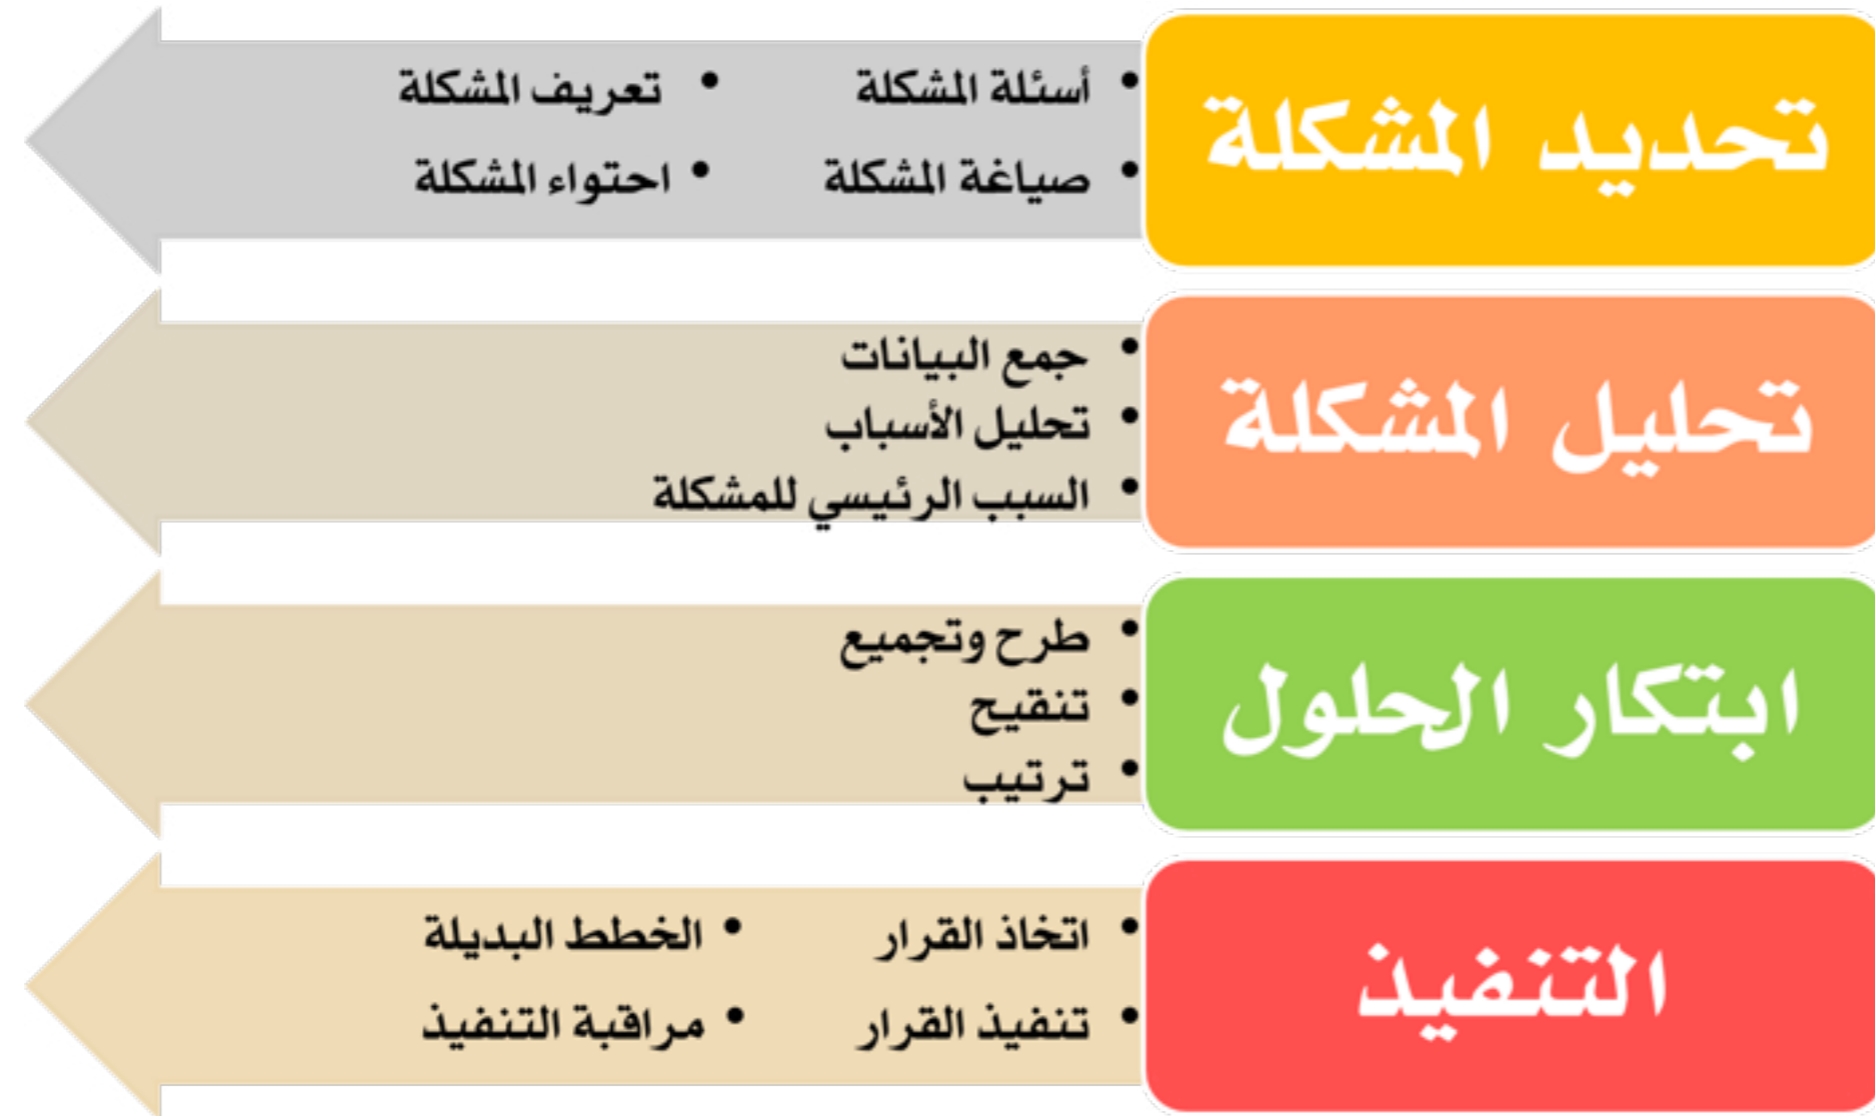 تحديد المشكلة
• أسئلة المشكلة • تعريف المشكلة
• صياغة المشكلة • احتواء المشكلة
تحليل المشكلة
• جمع البيانات
• تحليل الأسباب
• السبب الرئيسي للمشكلة
ابتكار الحلول
• طرح وتجميع
• تنقيح
• ترتيب
التنفيذ
• اتخاذ القرار • الخطط البديلة
• تنفيذ القرار • مراقبة التنفيذ